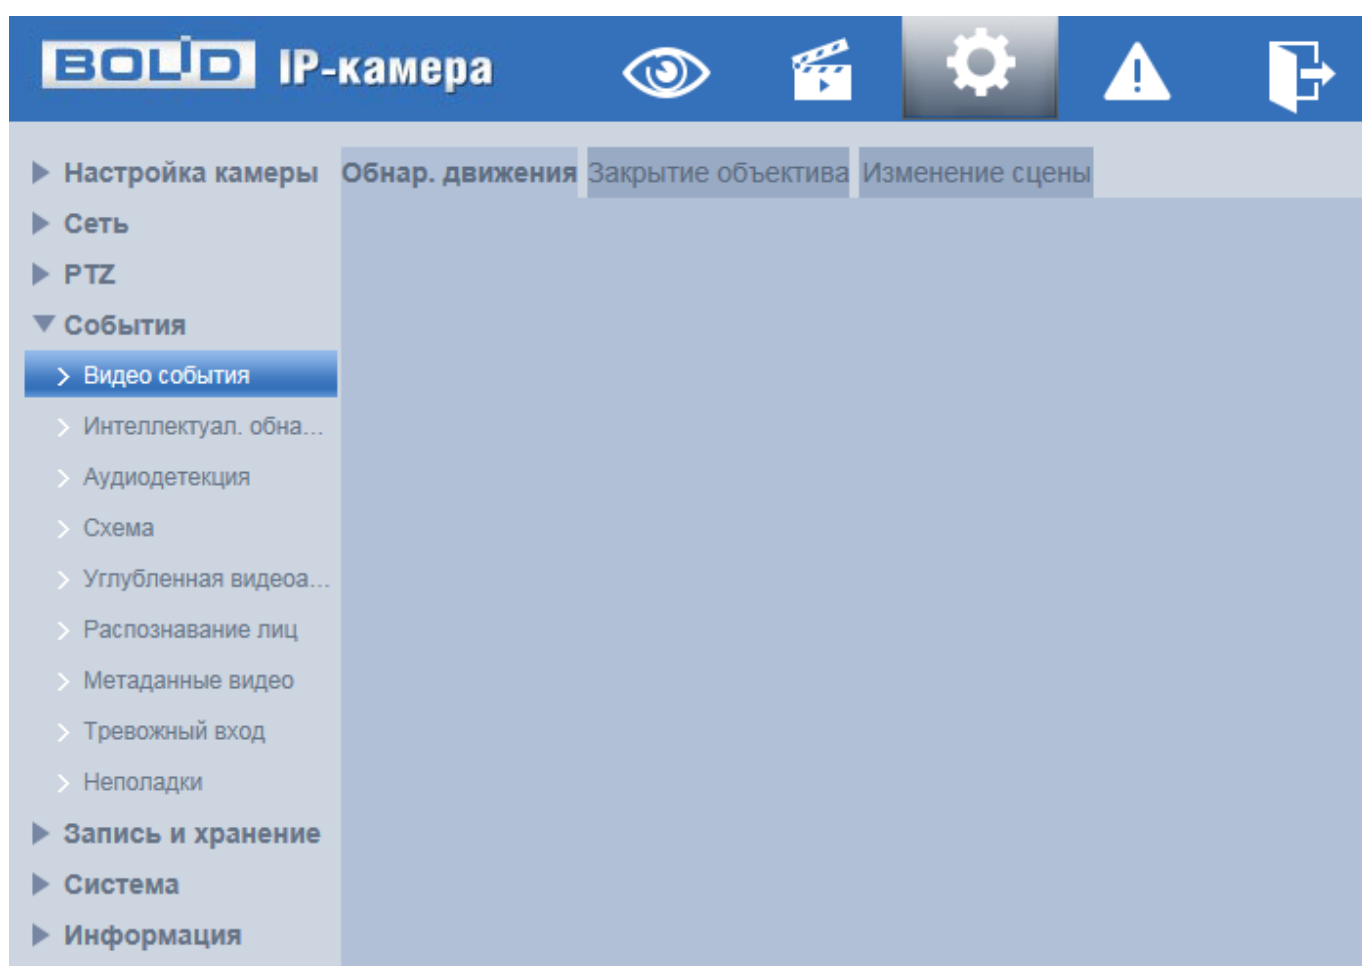 BOLID IP-камера
Настройка камеры
Обнар. движения Закрытие объектива Изменение сцены
Сеть
PTZ
События
Видео события
Интеллектуал. обна...
Аудиодетекция
Схема
Углубленная видеоа...
Распознавание лиц
Метаданные видео
Тревожный вход
Неполадки
Запись и хранение
Система
Информация